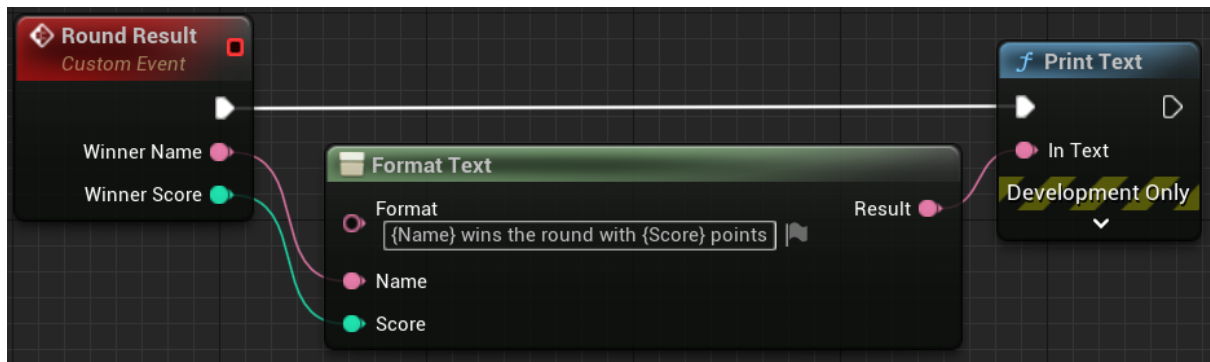 Round Result
Custom Event
Winner Name
Winner Score
Format Text
Format
{Name} wins the round with {Score} points
Result
Name
Score
f Print Text
In Text
Development Only